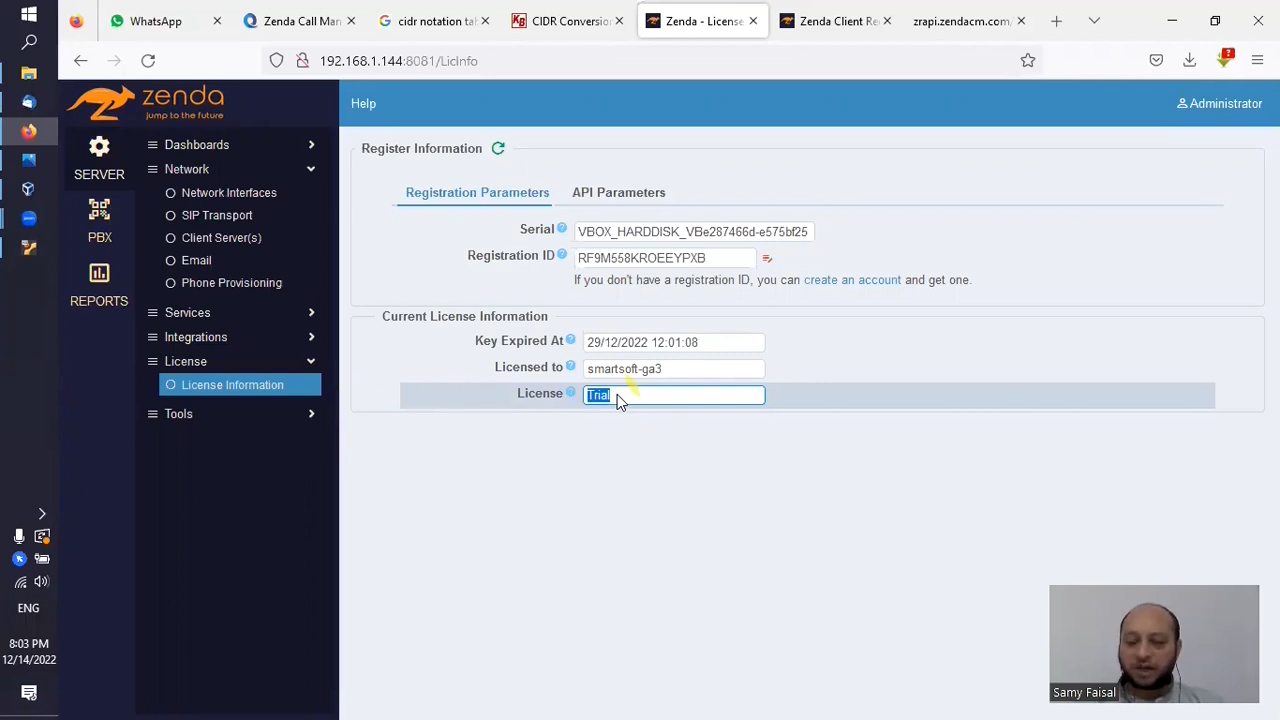 WhatsApp
Zenda Call Man
cidr notation tab
KB CIDR Conversion
Zenda - License
Zenda Client Re
zrapi.zendacm.com/
192.168.1.144:8081/LicInfo
zenda
jump to the future
Help
Administrator
SERVER
PBX
REPORTS
Dashboards
Network
Network Interfaces
SIP Transport
Client Server(s)
Email
Phone Provisioning
Services
Integrations
License
License Information
Tools
Register Information
Registration Parameters
API Parameters
Serial
VBOX_HARDDISK_VBe287466d-e575bf25
Registration ID
RF9M558KROEEYPXB
If you don't have a registration ID, you can create an account and get one.
Current License Information
Key Expired At
29/12/2022 12:01:08
Licensed to
smartsoft-ga3
License
Trial
ENG
8:03 PM
12/14/2022
Samy Faisal